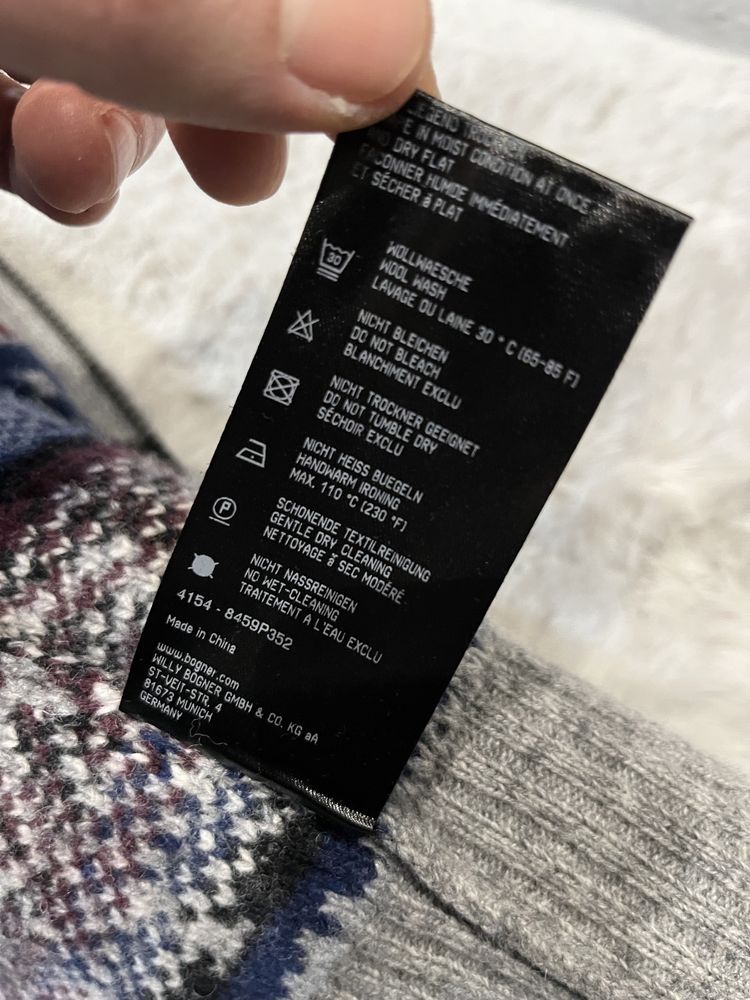 E IN MOIST CONDITION AT ONCE
AND DRY FLAT
FAÇONNER HUMIDE IMMÉDIATEMENT
ET SÉCHER à PLAT
30
WOLLWAESCHE
WOOL WASH
LAVAGE OU LAINE 30 ° C (65-85 F)
NICHT BLEICHEN
DO NOT BLEACH
BLANCHIMENT EXCLU
NICHT TROCKNER GEEIGNET
DO NOT TUMBLE DRY
SÉCHOIR EXCLU
NICHT HEISS BUEGELN
HANDWARM IRONING
MAX. 110 °C (230 °F)
P
SCHONENDE TEXTILREINIGUNG
GENTLE DRY CLEANING
NETTOYAGE à SEC MODÉRÉ
NICHT NASSREINIGEN
NO WET-CLEANING
TRAITEMENT À L'EAU EXCLU
4154 - 8459P352
Made in China
www.bogner.com
WILLY BOGNER GMBH & CO. KG aA
ST-VEIT-STR. 4
81673 MUNICH
GERMANY